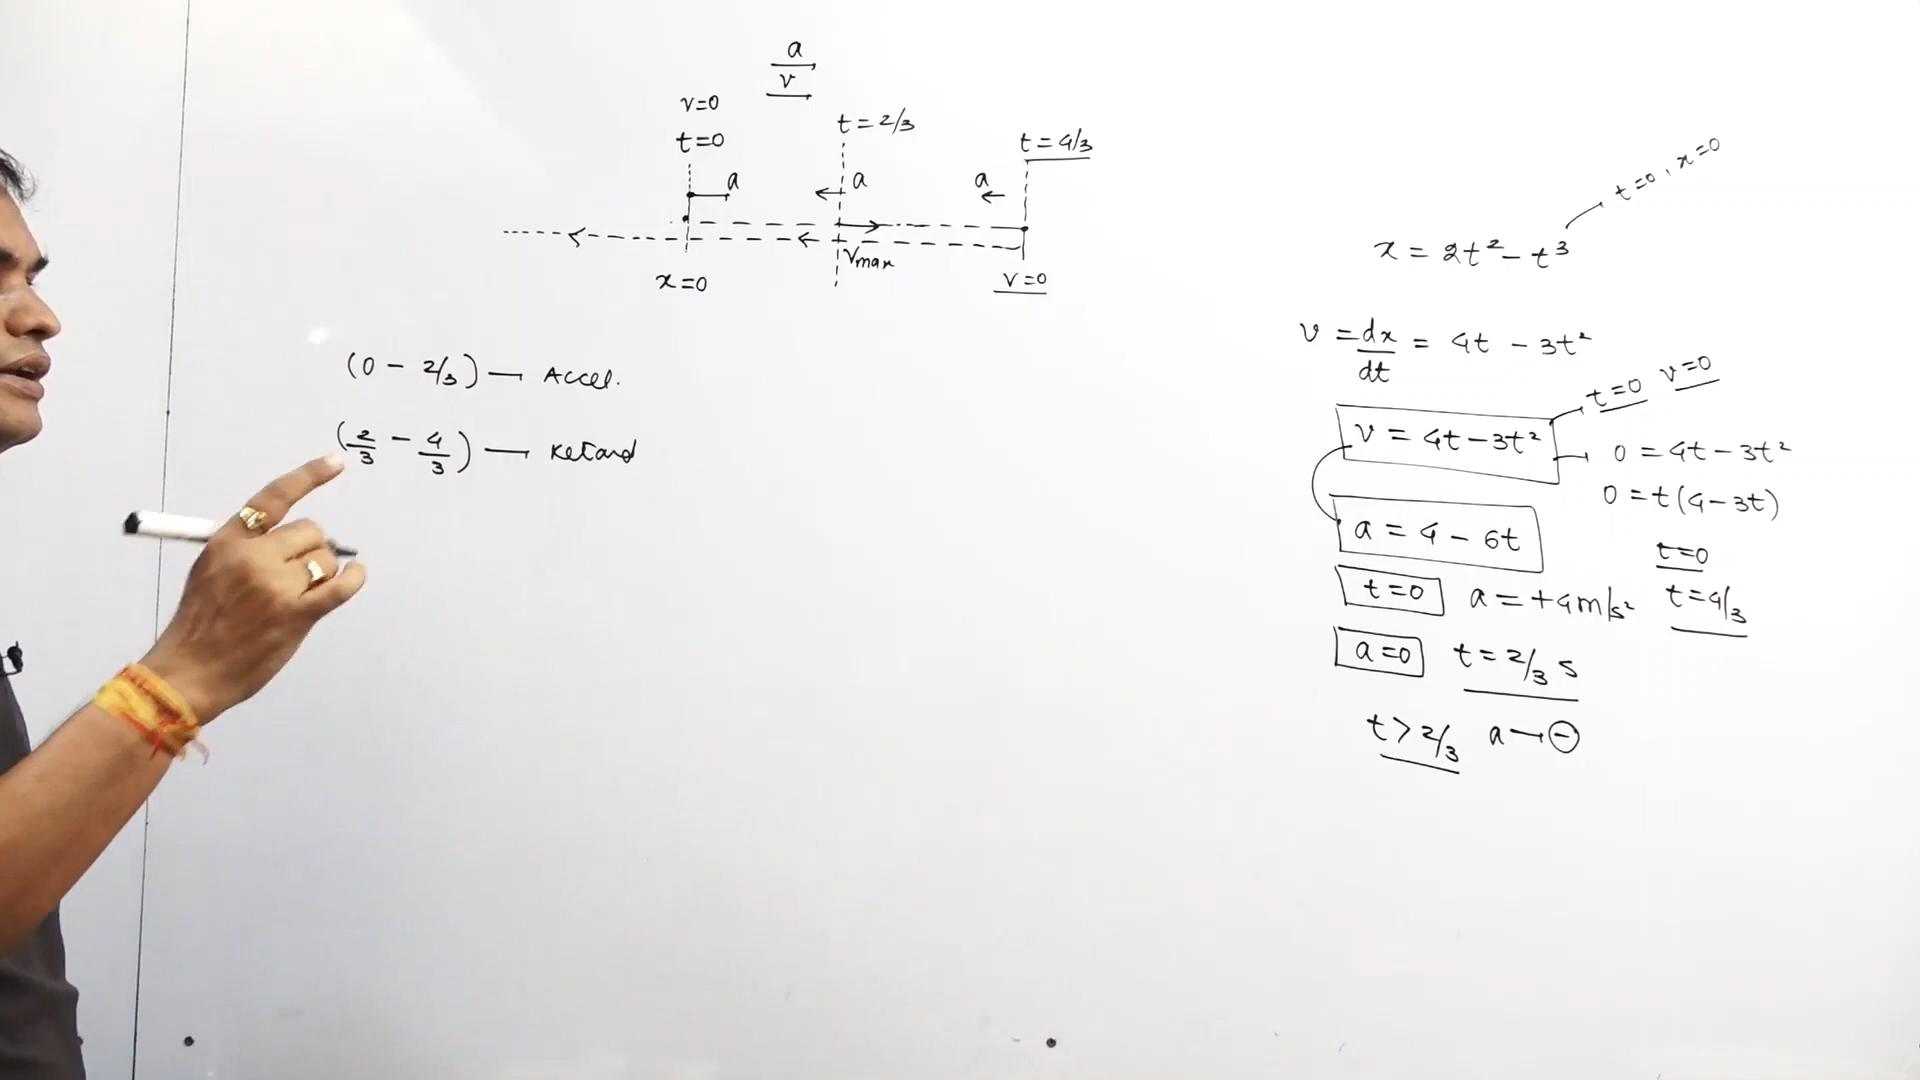 a
v
v=0
t=0
t=2/3
t=4/3
a
a
a
Vmax
x=0
v=0
(0 - 2/3) — Accel.
(2/3 - 4/3) — Retard
t=0, x=0
x = 2t² - t³
v = dx/dt = 4t - 3t²
t=0 v=0
v = 4t - 3t²
0 = 4t - 3t²
0 = t(4 - 3t)
a = 4 - 6t
t=0
t=0 a = +4m/s²
t=4/3
a=0 t = 2/3 s
t > 2/3 a → ⊖